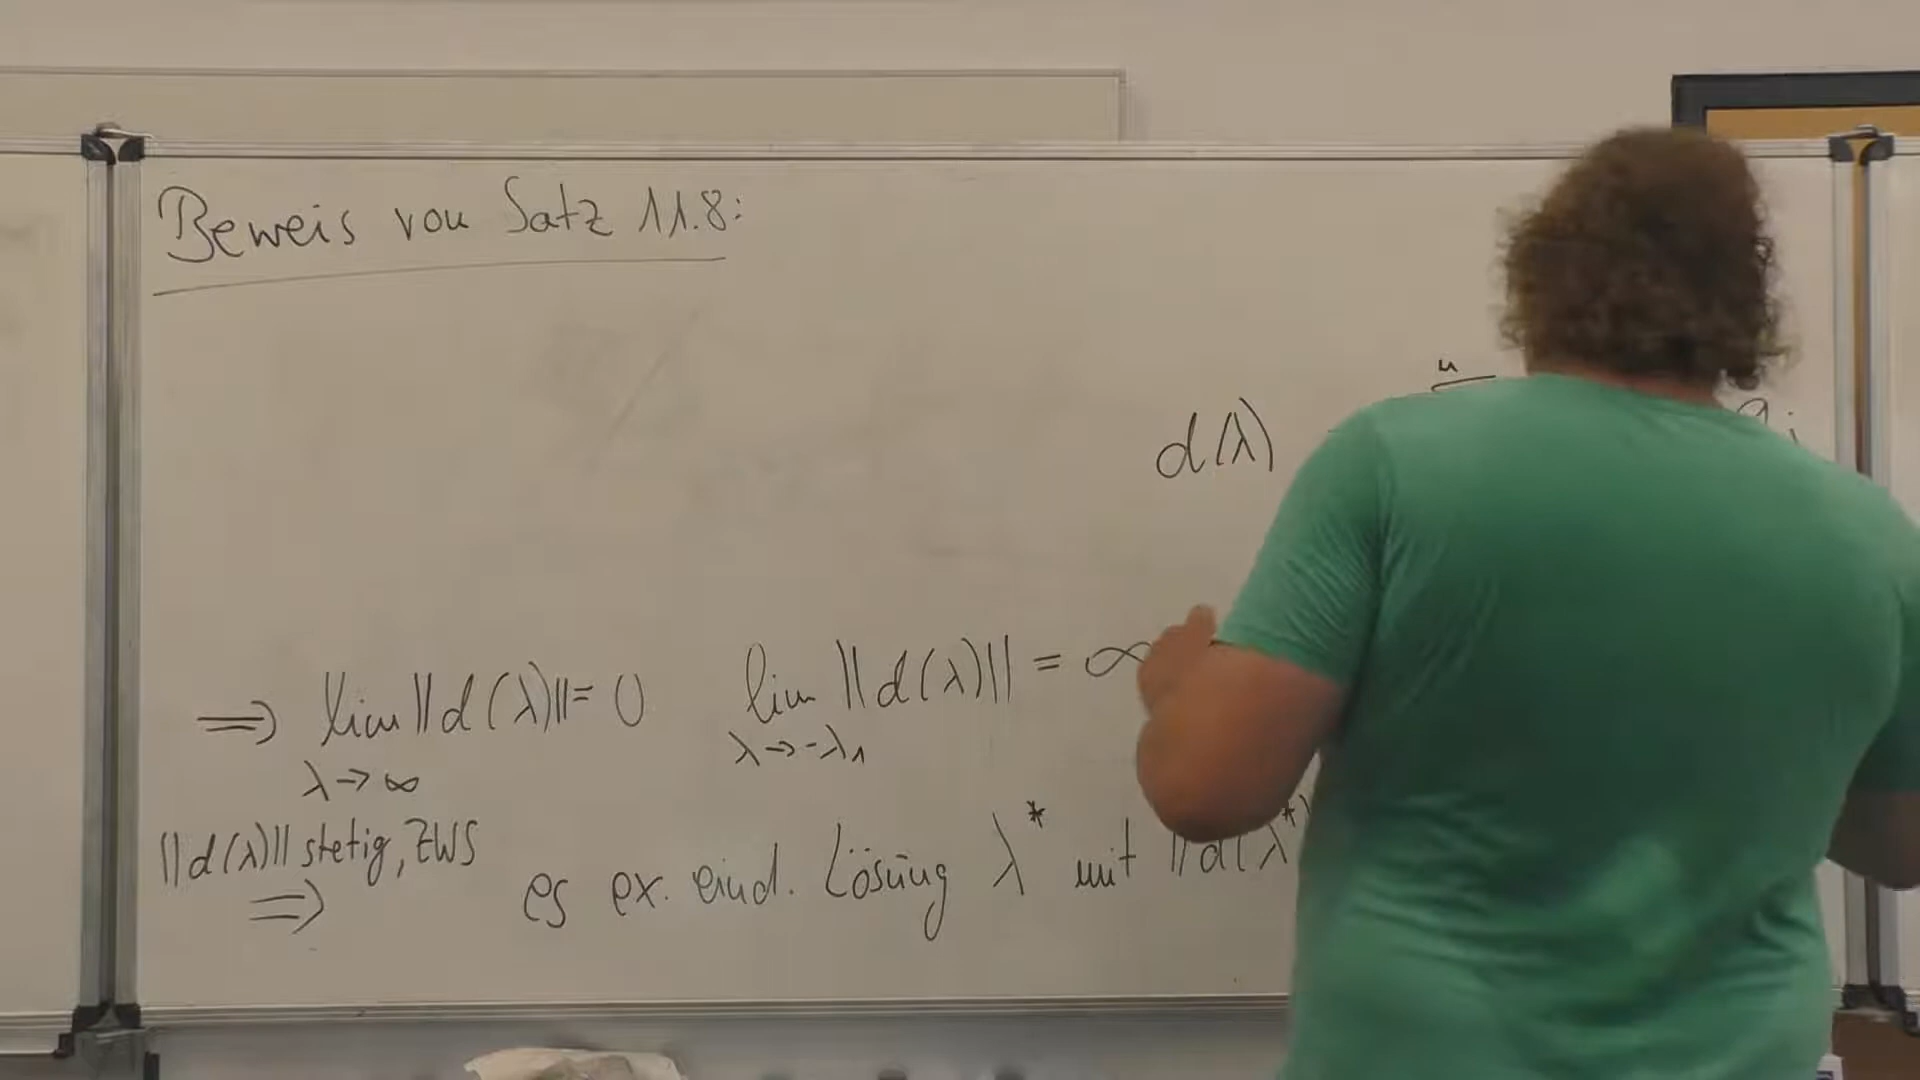 Beweis von Satz 11.8:
d(λ)
n
=> lim ||d(λ)|| = 0 lim ||d(λ)|| = ∞
λ→∞ λ→-λ₁
||d(λ)|| stetig, ZWS
=> es ex. eind. Lösung λ* mit ||d(λ*)